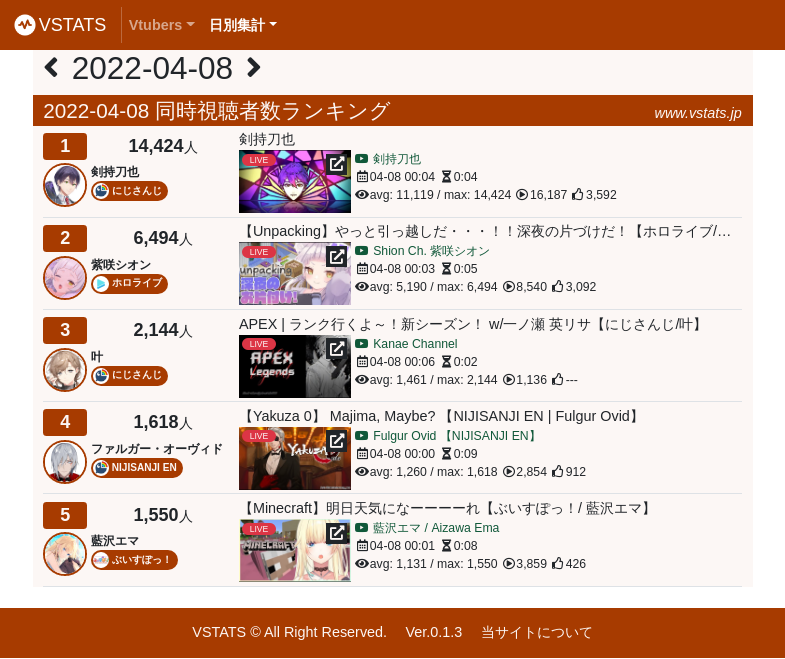 VSTATS Vtubers 日別集計
2022-04-08
2022-04-08 同時視聴者数ランキング www.vstats.jp
1 14,424人
剣持刀也
にじさんじ
剣持刀也
LIVE
剣持刀也
04-08 00:04 0:04
avg: 11,119 / max: 14,424 16,187 3,592
2 6,494人
紫咲シオン
ホロライブ
【Unpacking】やっと引っ越しだ・・・！！深夜の片づけだ！【ホロライブ/…
LIVE
unpacking
深夜の
お片付け!
Shion Ch. 紫咲シオン
04-08 00:03 0:05
avg: 5,190 / max: 6,494 8,540 3,092
3 2,144人
叶
にじさんじ
APEX | ランク行くよ～！新シーズン！ w/一ノ瀬 英リサ【にじさんじ/叶】
LIVE
APEX
Legends
Kanae Channel
04-08 00:06 0:02
avg: 1,461 / max: 2,144 1,136 ---
4 1,618人
ファルガー・オーヴィド
NIJISANJI EN
【Yakuza 0】 Majima, Maybe? 【NIJISANJI EN | Fulgur Ovid】
LIVE
YAKUZA
Fulgur Ovid 【NIJISANJI EN】
04-08 00:00 0:09
avg: 1,260 / max: 1,618 2,854 912
5 1,550人
藍沢エマ
ぶいすぽっ！
【Minecraft】明日天気になーーーーれ【ぶいすぽっ！/ 藍沢エマ】
LIVE
MINECRAFT
藍沢エマ / Aizawa Ema
04-08 00:01 0:08
avg: 1,131 / max: 1,550 3,859 426
VSTATS © All Right Reserved. Ver.0.1.3 当サイトについて